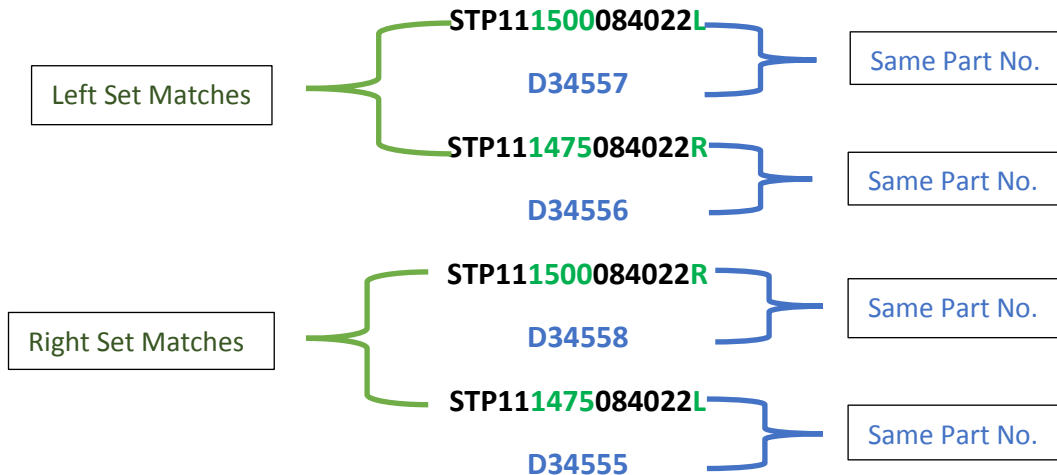 STP111500084022L
Same Part No.
Left Set Matches
D34557
STP111475084022R
Same Part No.
D34556
STP111500084022R
Same Part No.
Right Set Matches
D34558
STP111475084022L
Same Part No.
D34555